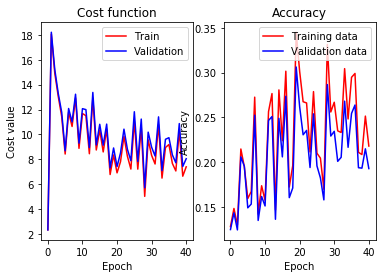 Cost function
Train
Validation
18
16
14
12
10
8
6
4
2
Cost value
0 10 20 30 40
Epoch
Accuracy
Training data
Validation data
0.35
0.30
0.25
0.20
0.15
Accuracy
0 10 20 30 40
Epoch